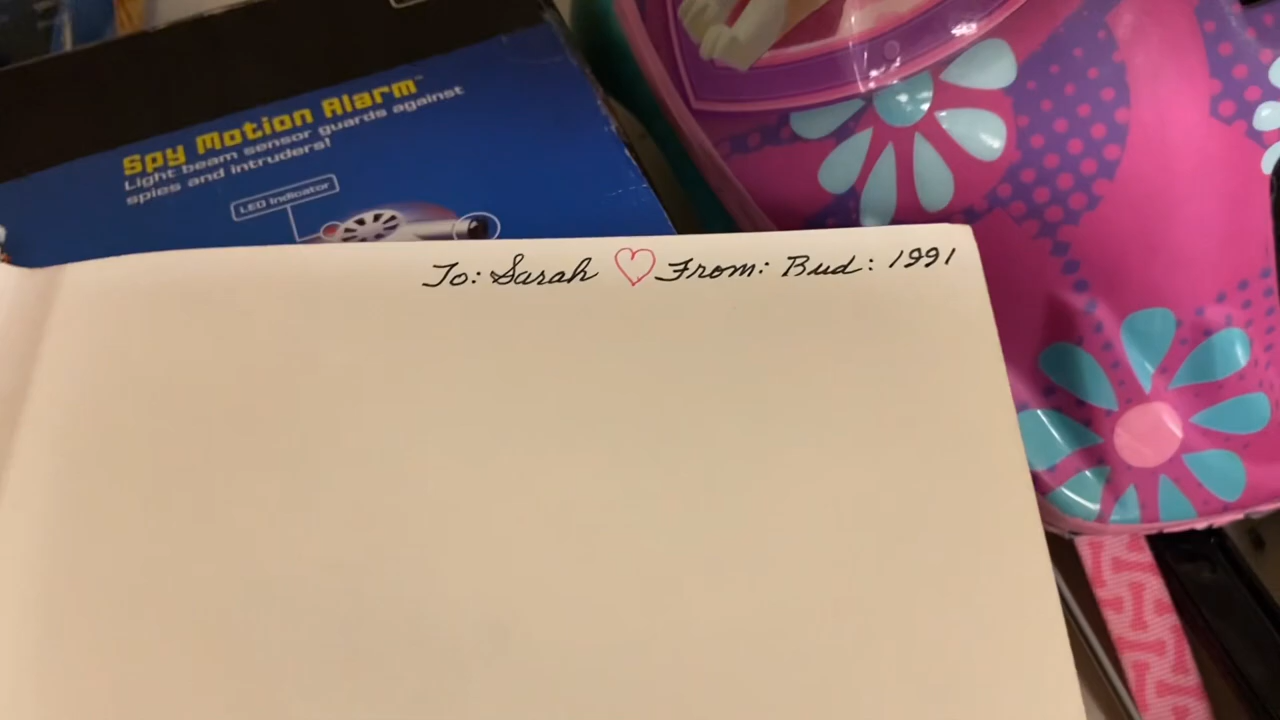 Spy Motion Alarm™
Light beam sensor guards against
spies and intruders!
LED Indicator
To: Sarah ♡ From: Bud: 1991